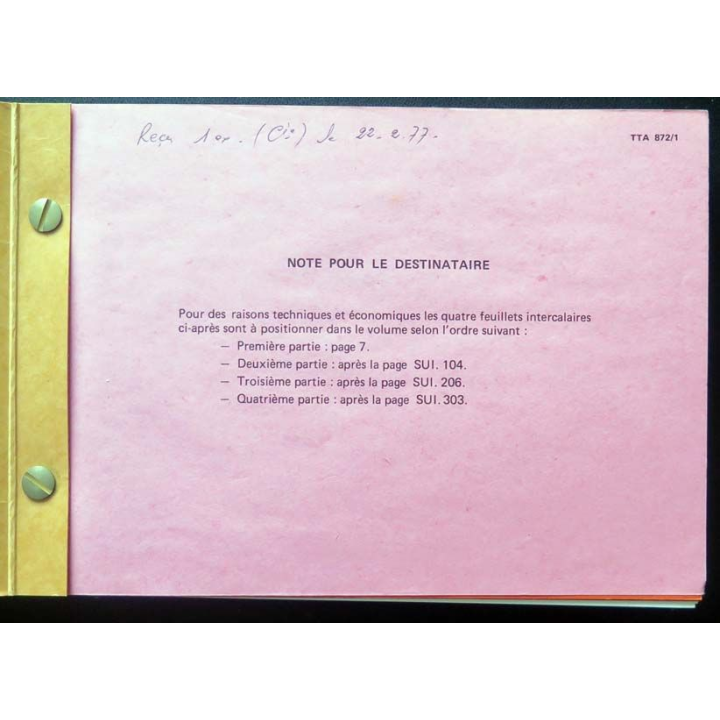 Reçu 1 ex. (Cie) le 22-2.77-
TTA 872/1
NOTE POUR LE DESTINATAIRE
Pour des raisons techniques et économiques les quatre feuillets intercalaires
ci-après sont à positionner dans le volume selon l'ordre suivant :
— Première partie : page 7.
— Deuxième partie : après la page SUI. 104.
— Troisième partie : après la page SUI. 206.
— Quatrième partie : après la page SUI. 303.